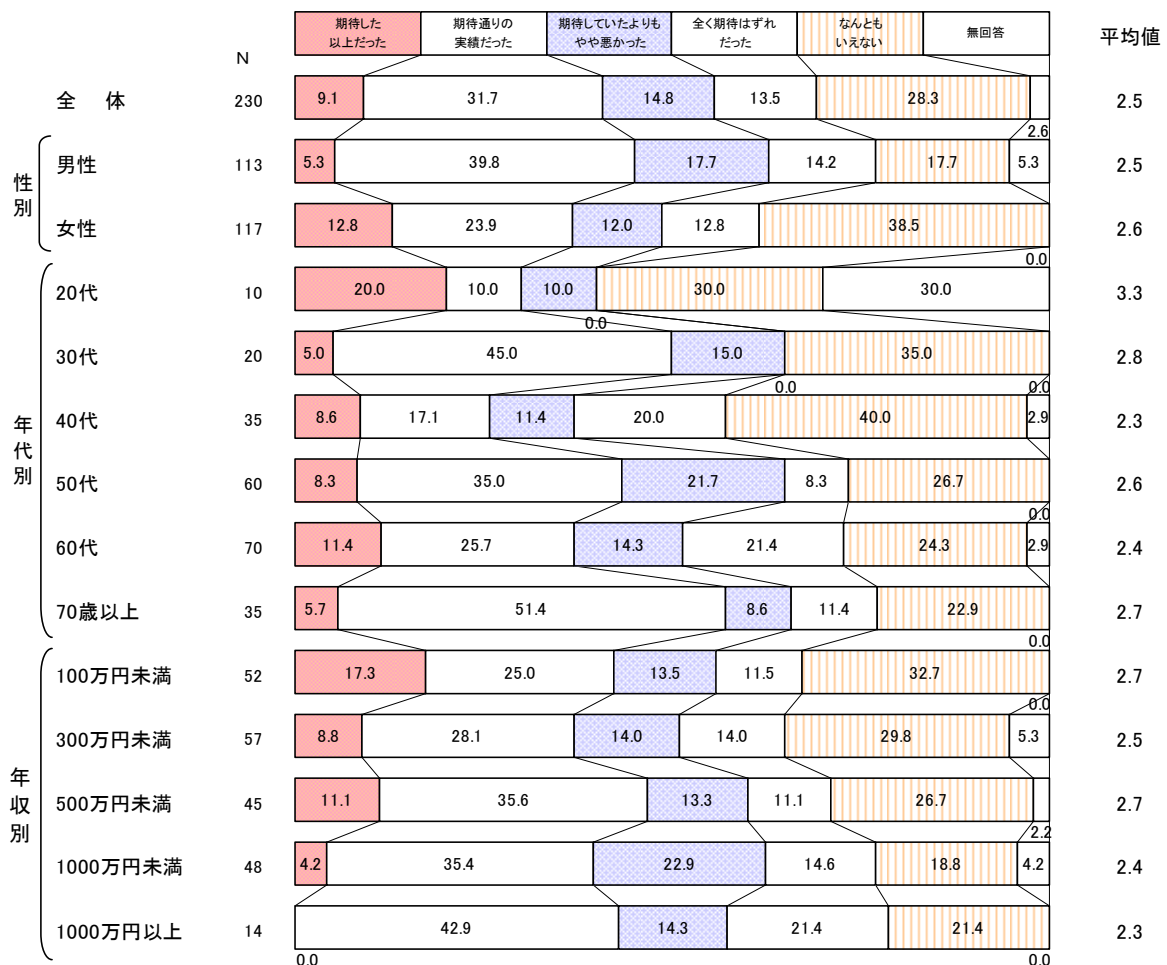 期待した
以上だった
期待通りの
実績だった
期待していたよりも
やや悪かった
全く期待はずれ
だった
なんとも
いえない
無回答
平均値
N
全 体 230 9.1 31.7 14.8 13.5 28.3 2.6 2.5
性別
男性 113 5.3 39.8 17.7 14.2 17.7 5.3 2.5
女性 117 12.8 23.9 12.0 12.8 38.5 0.0 2.6
年代別
20代 10 20.0 10.0 10.0 0.0 30.0 30.0 3.3
30代 20 5.0 45.0 15.0 0.0 35.0 0.0 2.8
40代 35 8.6 17.1 11.4 20.0 40.0 2.9 2.3
50代 60 8.3 35.0 21.7 8.3 26.7 0.0 2.6
60代 70 11.4 25.7 14.3 21.4 24.3 2.9 2.4
70歳以上 35 5.7 51.4 8.6 11.4 22.9 0.0 2.7
年収別
100万円未満 52 17.3 25.0 13.5 11.5 32.7 0.0 2.7
300万円未満 57 8.8 28.1 14.0 14.0 29.8 5.3 2.5
500万円未満 45 11.1 35.6 13.3 11.1 26.7 2.2 2.7
1000万円未満 48 4.2 35.4 22.9 14.6 18.8 4.2 2.4
1000万円以上 14 0.0 42.9 14.3 21.4 21.4 0.0 2.3